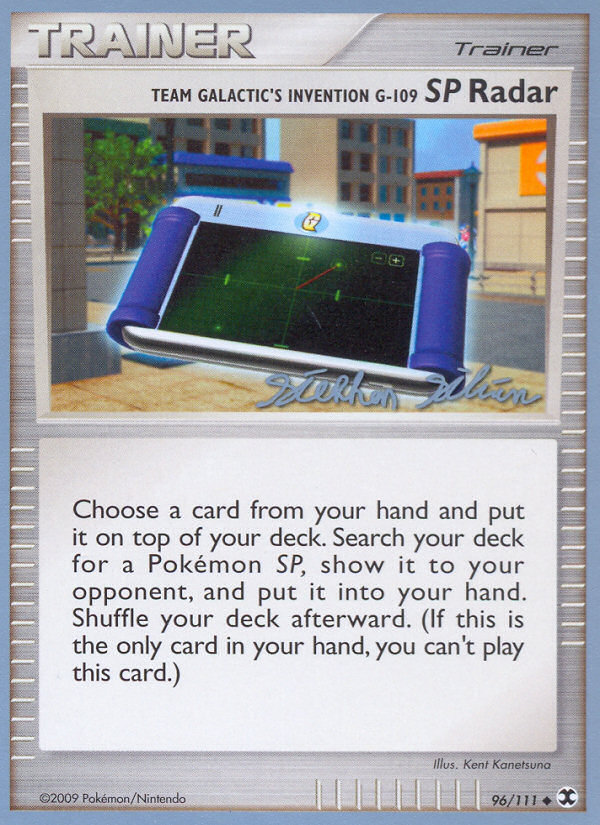 TRAINER
Trainer
TEAM GALACTIC'S INVENTION G-109 SP Radar
G
Stephen Silvestro
Choose a card from your hand and put
it on top of your deck. Search your deck
for a Pokémon SP, show it to your
opponent, and put it into your hand.
Shuffle your deck afterward. (If this is
the only card in your hand, you can't play
this card.)
Illus. Kent Kanetsuna
©2009 Pokémon/Nintendo
96/111